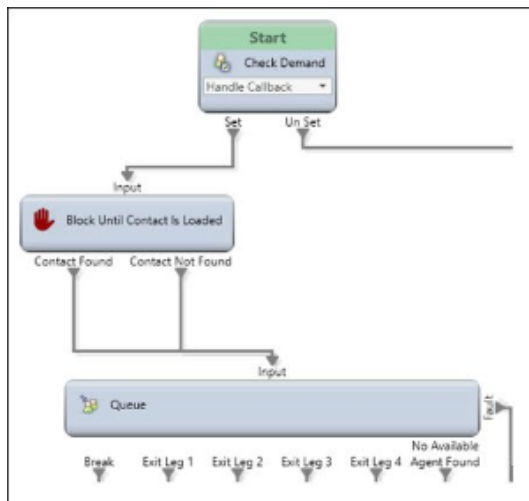 Start
Check Demand
Handle Callback
Set
Un Set
Input
Block Until Contact Is Loaded
Contact Found
Contact Not Found
Input
Queue
Fault
No Available
Break
Exit Leg 1
Exit Leg 2
Exit Leg 3
Exit Leg 4
Agent Found